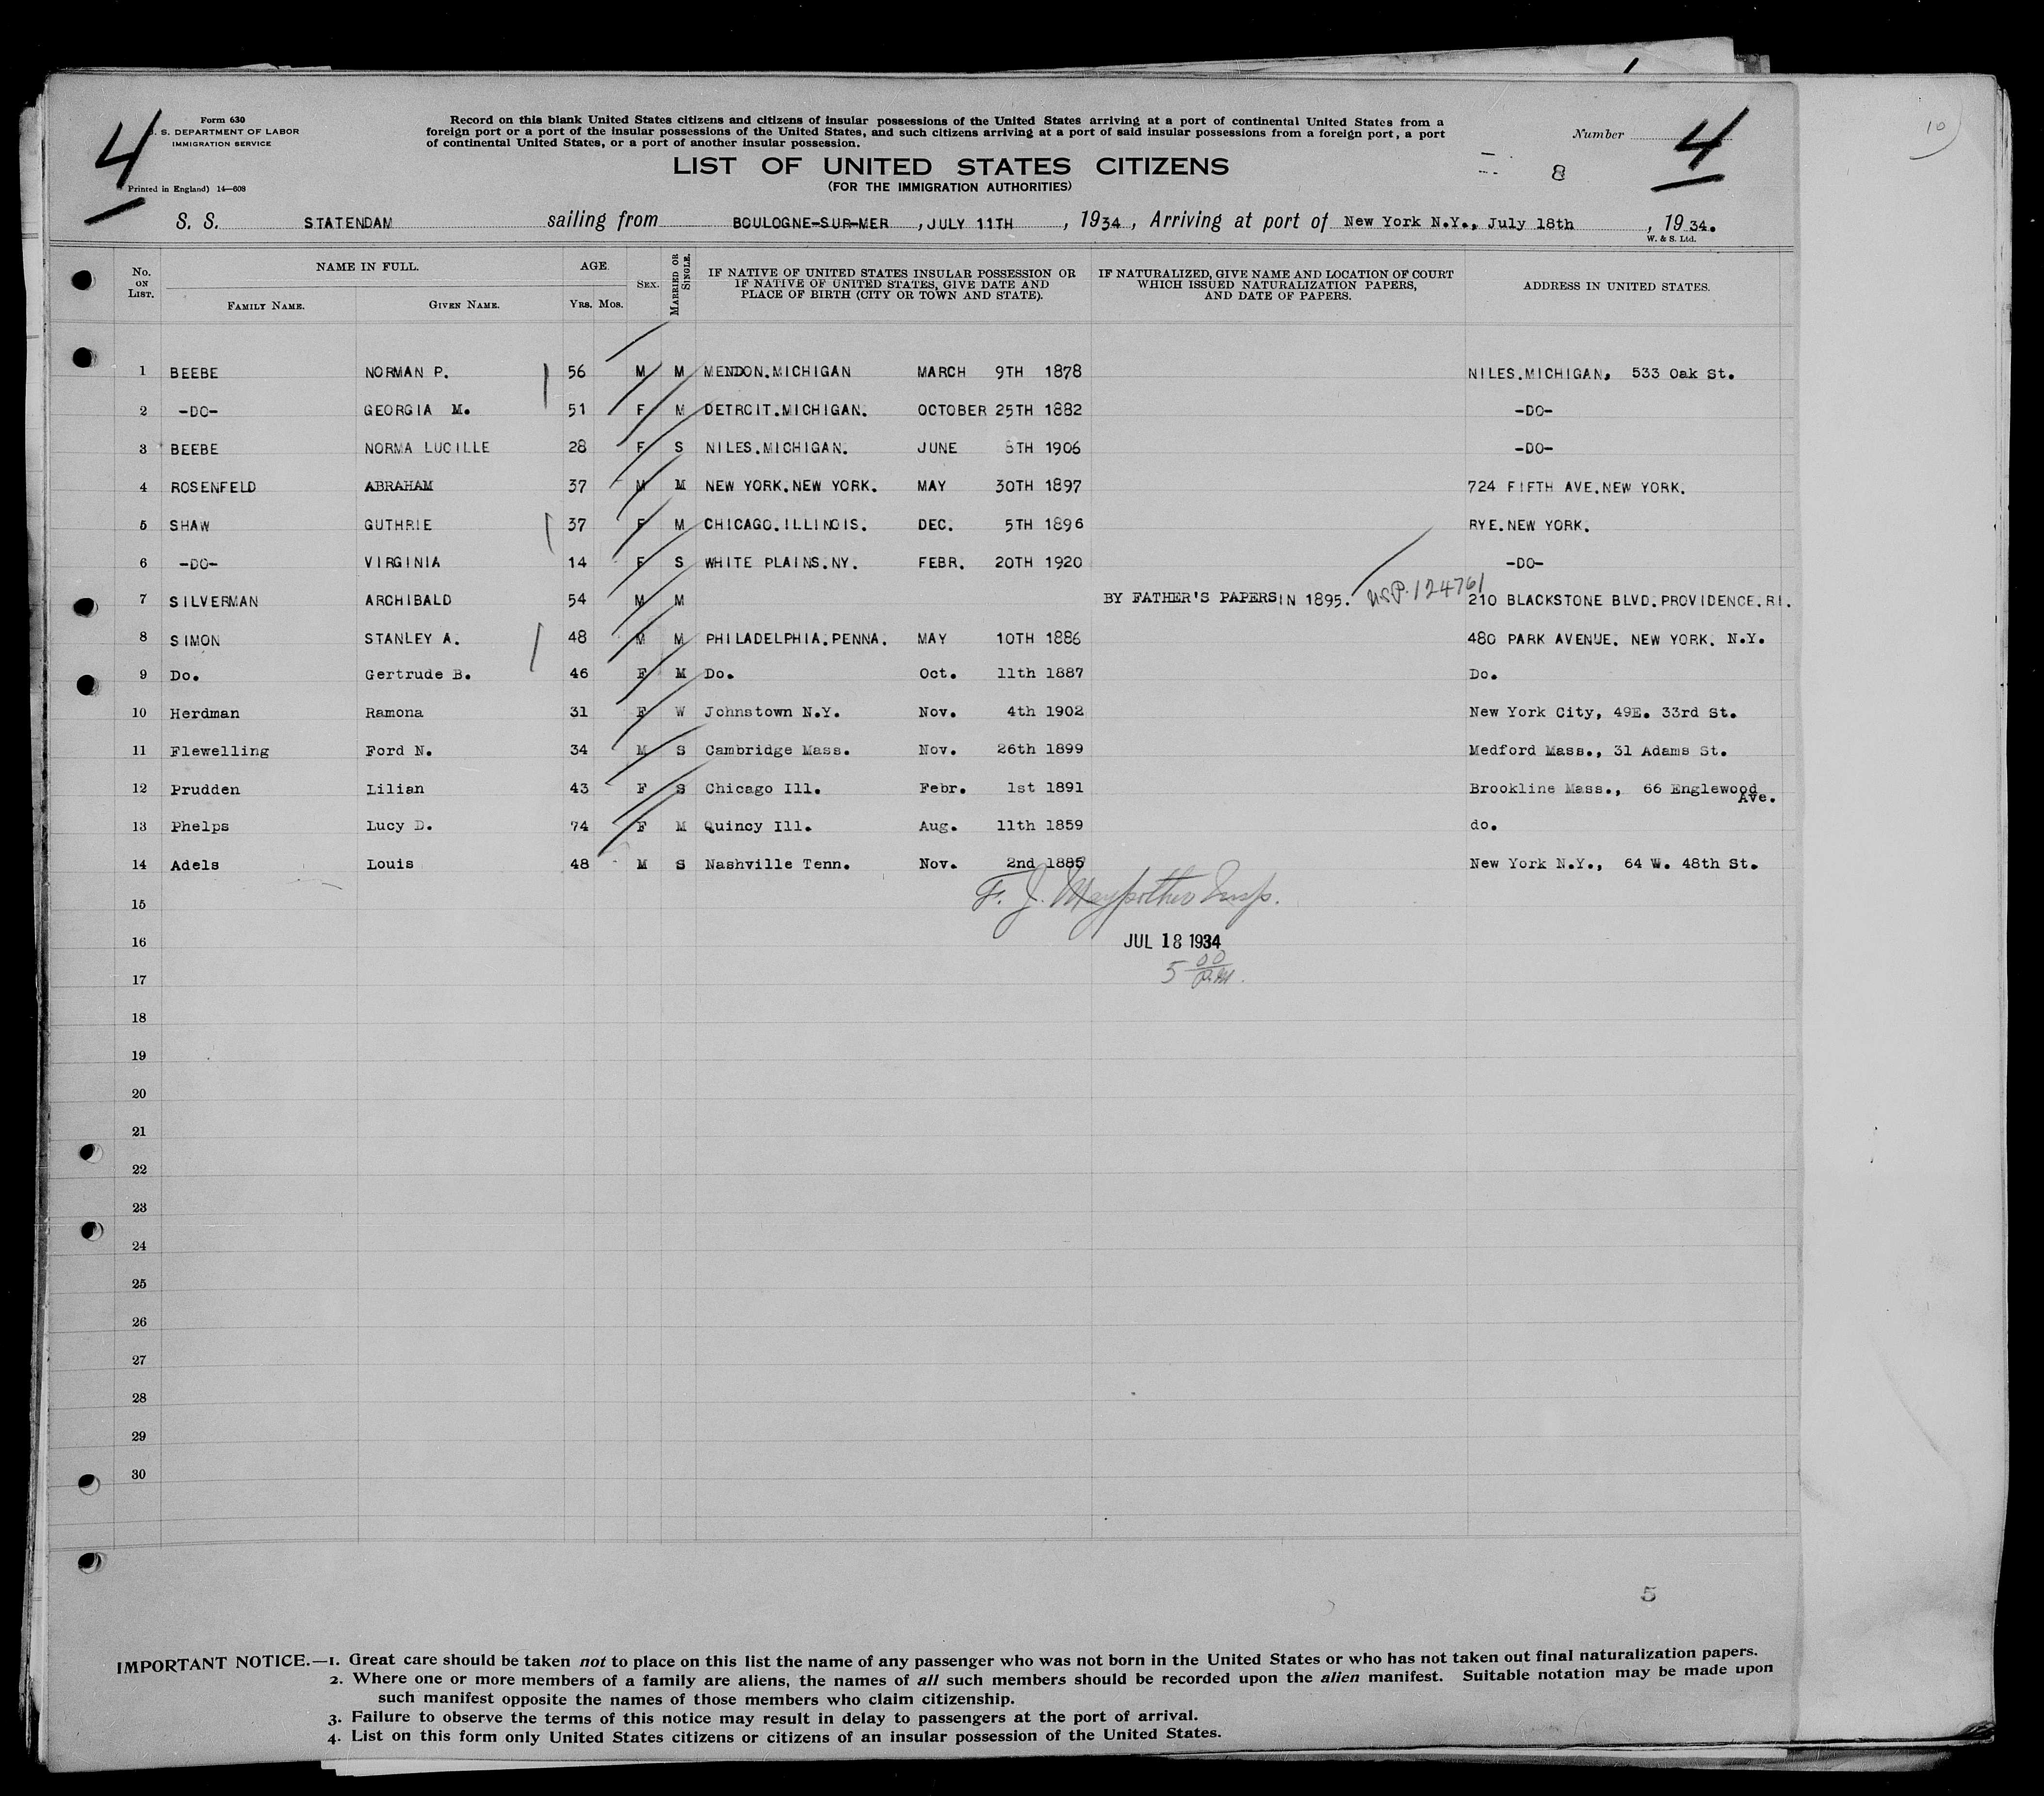 10
4
Form 630
S. DEPARTMENT OF LABOR
IMMIGRATION SERVICE
Printed in England) 14—608
Record on this blank United States citizens and citizens of insular possessions of the United States arriving at a port of continental United States from a
foreign port or a port of the insular possessions of the United States, and such citizens arriving at a port of said insular possessions from a foreign port, a port
of continental United States, or a port of another insular possession.
Number 4
LIST OF UNITED STATES CITIZENS
(FOR THE IMMIGRATION AUTHORITIES)
8
S. S. STATENDAM sailing from BOULOGNE-SUR-MER , JULY 11TH , 1934 , Arriving at port of New York N.Y., July 18th , 19 34.
W. & S. Ltd.
No. ON LIST. NAME IN FULL. FAMILY NAME. GIVEN NAME. AGE. YRS. MOS. SEX. MARRIED OR SINGLE. IF NATIVE OF UNITED STATES INSULAR POSSESSION OR IF NATIVE OF UNITED STATES, GIVE DATE AND PLACE OF BIRTH (CITY OR TOWN AND STATE). IF NATURALIZED, GIVE NAME AND LOCATION OF COURT WHICH ISSUED NATURALIZATION PAPERS, AND DATE OF PAPERS. ADDRESS IN UNITED STATES.
1 BEEBE NORMAN P. 56 M M MENDON.MICHIGAN MARCH 9TH 1878 NILES.MICHIGAN, 533 Oak St.
2 -DO- GEORGIA M. 51 F M DETROIT.MICHIGAN. OCTOBER 25TH 1882 -DO-
3 BEEBE NORMA LUCILLE 28 F S NILES.MICHIGAN. JUNE 8TH 1906 -DO-
4 ROSENFELD ABRAHAM 37 M M NEW YORK.NEW YORK. MAY 30TH 1897 724 FIFTH AVE.NEW YORK.
5 SHAW GUTHRIE 37 F M CHICAGO.ILLINOIS. DEC. 5TH 1896 RYE.NEW YORK.
6 -DO- VIRGINIA 14 F S WHITE PLAINS.NY. FEBR. 20TH 1920 -DO-
7 SILVERMAN ARCHIBALD 54 M M BY FATHER'S PAPERS IN 1895. USP.124761 210 BLACKSTONE BLVD.PROVIDENCE.RI.
8 SIMON STANLEY A. 48 M M PHILADELPHIA.PENNA. MAY 10TH 1886 480 PARK AVENUE. NEW YORK. N.Y.
9 Do. Gertrude B. 46 F M Do. Oct. 11th 1887 Do.
10 Herdman Ramona 31 F W Johnstown N.Y. Nov. 4th 1902 New York City, 49E. 33rd St.
11 Flewelling Ford N. 34 M S Cambridge Mass. Nov. 26th 1899 Medford Mass., 31 Adams St.
12 Prudden Lilian 43 F S Chicago Ill. Febr. 1st 1891 Brookline Mass., 66 Englewood Ave.
13 Phelps Lucy D. 74 F M Quincy Ill. Aug. 11th 1859 do.
14 Adels Louis 48 M S Nashville Tenn. Nov. 2nd 1885 New York N.Y., 64 W. 48th St.
15 F. J. Insp.
16 JUL 18 1934
17 5 00 P.M.
18
19
20
21
22
23
24
25
26
27
28
29
30
5
IMPORTANT NOTICE.—1. Great care should be taken not to place on this list the name of any passenger who was not born in the United States or who has not taken out final naturalization papers.
2. Where one or more members of a family are aliens, the names of all such members should be recorded upon the alien manifest. Suitable notation may be made upon
such manifest opposite the names of those members who claim citizenship.
3. Failure to observe the terms of this notice may result in delay to passengers at the port of arrival.
4. List on this form only United States citizens or citizens of an insular possession of the United States.